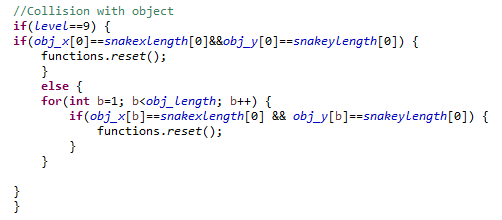 //Collision with object
if(level==9) {
if(obj_x[0]==snakexlength[0]&&obj_y[0]==snakeylength[0]) {
    functions.reset();
    }
    else {
    for(int b=1; b<obj_length; b++) {
        if(obj_x[b]==snakexlength[0] && obj_y[b]==snakeylength[0]) {
            functions.reset();
        }
    }
}
}